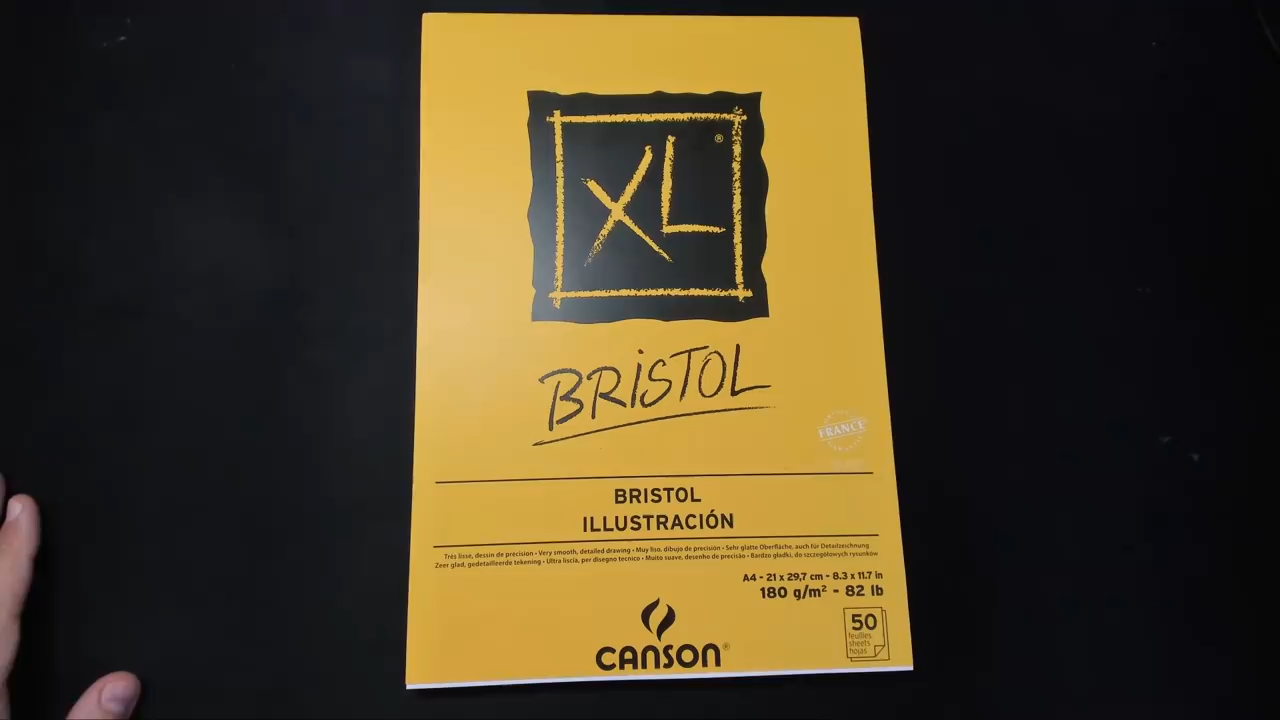 XL®
BRISTOL
FRANCE
BRISTOL
ILLUSTRACIÓN
Très lisse, dessin de précision • Very smooth, detailed drawing • Muy liso, dibujo de precisión • Sehr glatte Oberfläche, auch für Detailzeichnung
Zeer glad, gedetailleerde tekening • Ultra liscia, per disegno tecnico • Muito suave, desenho de precisão • Bardzo gładki, do szczegółowych rysunków
A4 - 21 x 29,7 cm - 8.3 x 11.7 in
180 g/m² - 82 lb
50
feuilles
sheets
hojas
CANSON®